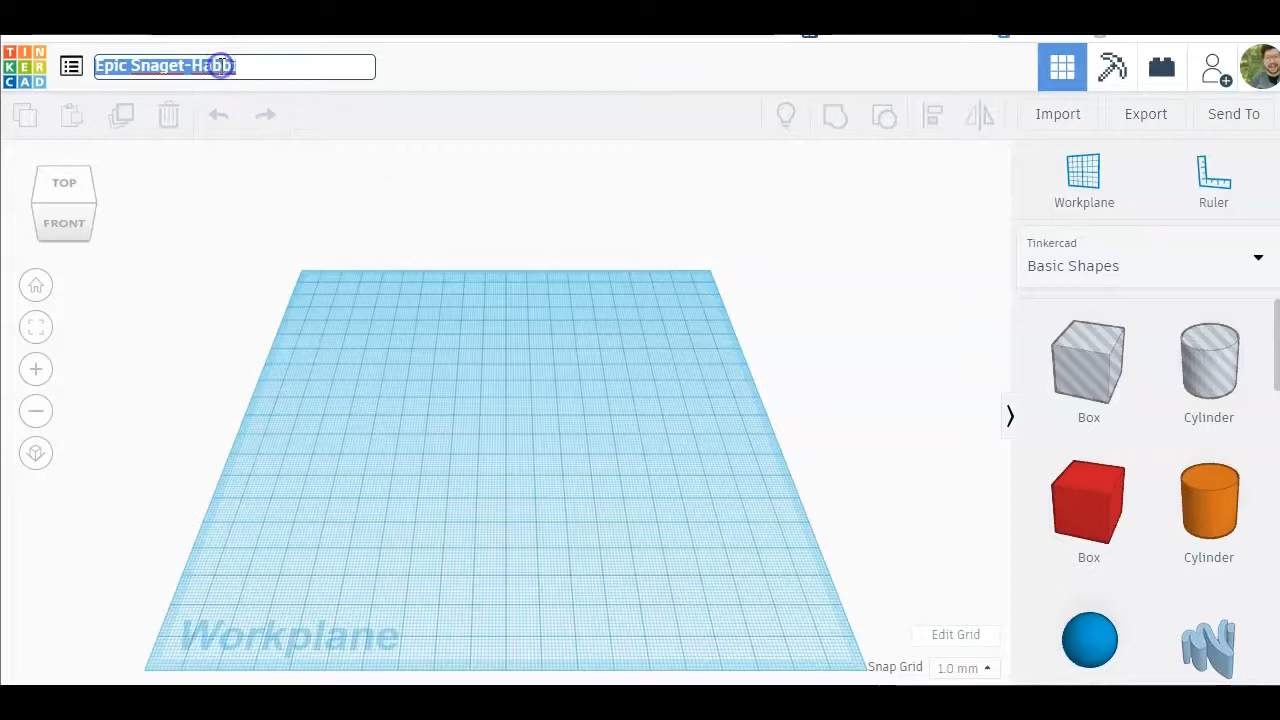 TIN
KER
CAD
Epic Snaget-Habbi
Import
Export
Send To
TOP
FRONT
Workplane
Ruler
Tinkercad
Basic Shapes
Box
Cylinder
Box
Cylinder
Workplane
Edit Grid
Snap Grid
1.0 mm